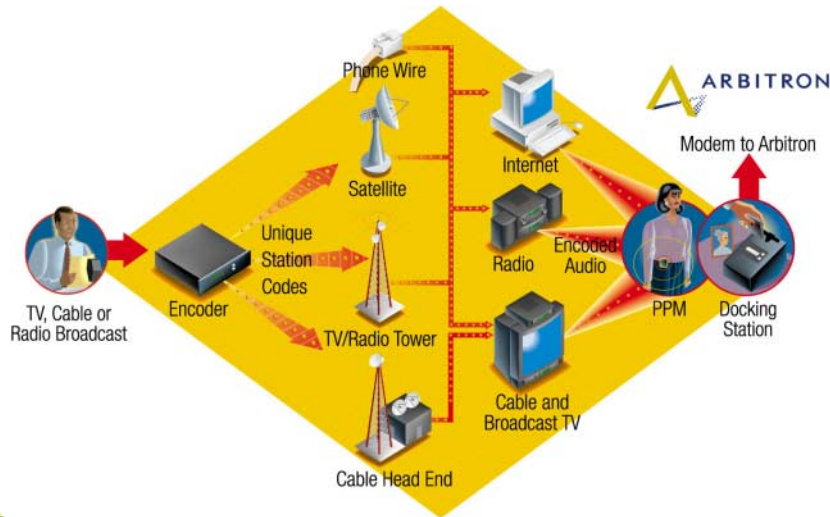 Phone Wire
ARBITRON
Internet
Modem to Arbitron
Satellite
Unique
Station
Codes
Radio
Encoded
Audio
Encoder
TV, Cable or
Radio Broadcast
TV/Radio Tower
PPM
Docking
Station
Cable and
Broadcast TV
Cable Head End